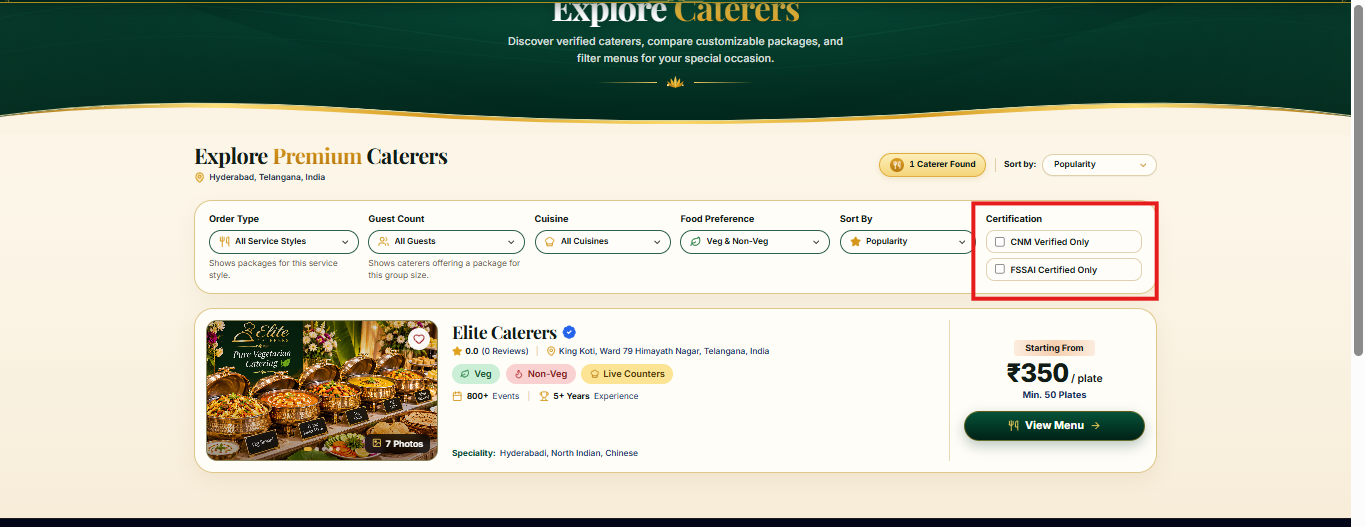 Explore Caterers
Discover verified caterers, compare customizable packages, and
filter menus for your special occasion.
Explore Premium Caterers
Hyderabad, Telangana, India
1 Caterer Found
Sort by:
Popularity
Order Type
All Service Styles
Shows packages for this service
style.
Guest Count
All Guests
Shows caterers offering a package for
this group size.
Cuisine
All Cuisines
Food Preference
Veg & Non-Veg
Sort By
Popularity
Certification
CNM Verified Only
FSSAI Certified Only
Elite
Pure Vegetarian
Catering
7 Photos
Elite Caterers
0.0 (0 Reviews)
King Koti, Ward 79 Himayath Nagar, Telangana, India
Veg
Non-Veg
Live Counters
800+ Events
5+ Years Experience
Speciality: Hyderabadi, North Indian, Chinese
Starting From
₹350 / plate
Min. 50 Plates
View Menu